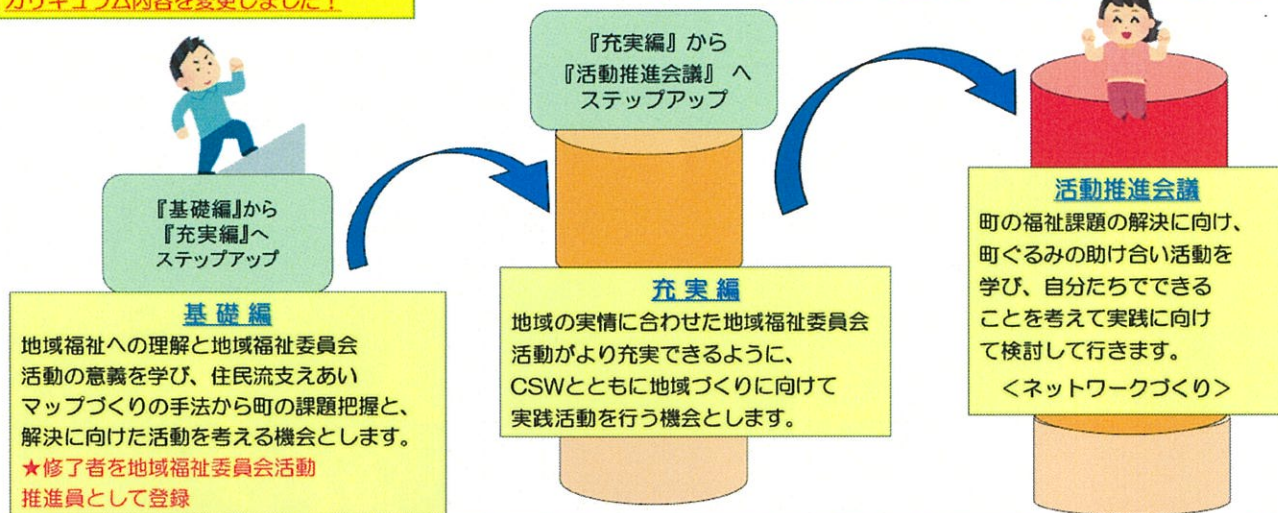 カリキュラム内容を変更しました！
『基礎編』から
『充実編』へ
ステップアップ
基礎編
地域福祉への理解と地域福祉委員会
活動の意義を学び、住民流支えあい
マップづくりの手法から町の課題把握と、
解決に向けた活動を考える機会とします。
★修了者を地域福祉委員会活動
推進員として登録
『充実編』から
『活動推進会議』へ
ステップアップ
充実編
地域の実情に合わせた地域福祉委員会
活動がより充実できるように、
CSWとともに地域づくりに向けて
実践活動を行う機会とします。
活動推進会議
町の福祉課題の解決に向け、
町ぐるみの助け合い活動を
学び、自分たちでできる
ことを考えて実践に向け
て検討して行きます。
＜ネットワークづくり＞